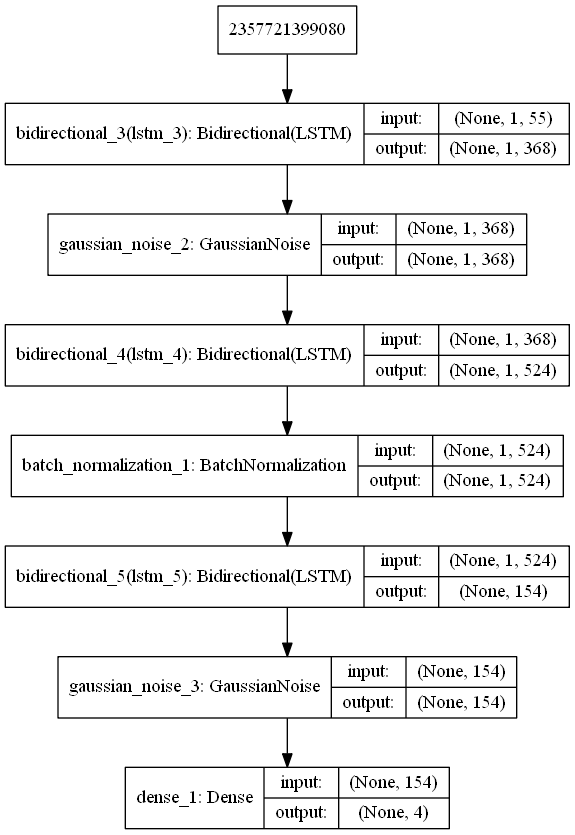 2357721399080
bidirectional_3(lstm_3): Bidirectional(LSTM)
input: (None, 1, 55)
output: (None, 1, 368)
gaussian_noise_2: GaussianNoise
input: (None, 1, 368)
output: (None, 1, 368)
bidirectional_4(lstm_4): Bidirectional(LSTM)
input: (None, 1, 368)
output: (None, 1, 524)
batch_normalization_1: BatchNormalization
input: (None, 1, 524)
output: (None, 1, 524)
bidirectional_5(lstm_5): Bidirectional(LSTM)
input: (None, 1, 524)
output: (None, 154)
gaussian_noise_3: GaussianNoise
input: (None, 154)
output: (None, 154)
dense_1: Dense
input: (None, 154)
output: (None, 4)